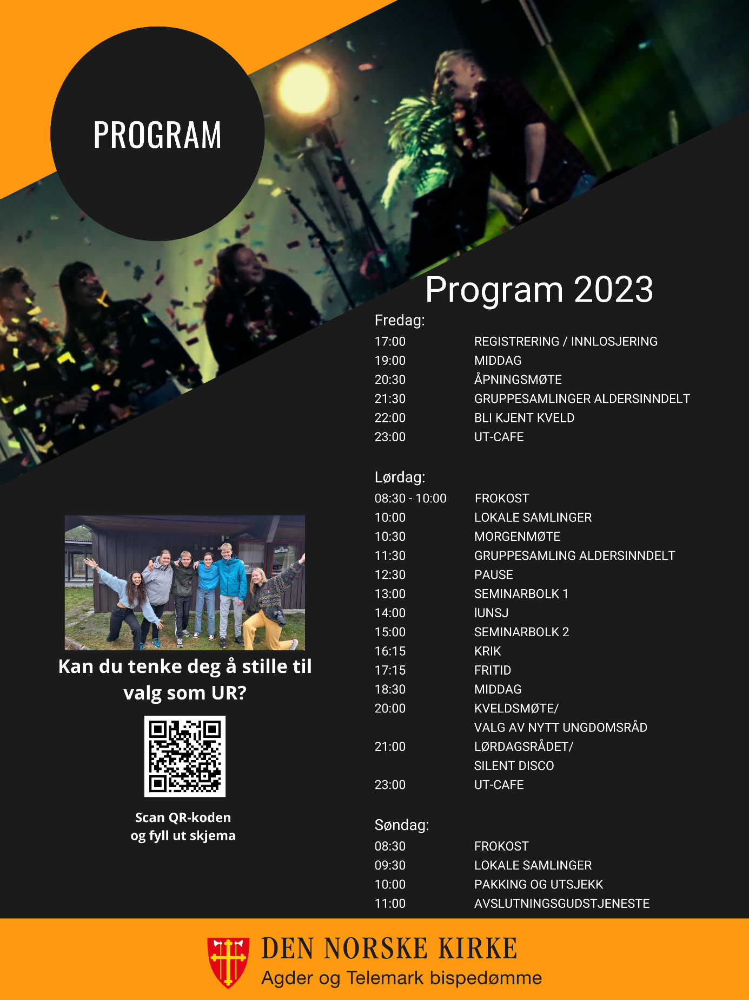 PROGRAM
Program 2023
Fredag:
17:00 REGISTRERING / INNLOSJERING
19:00 MIDDAG
20:30 ÅPNINGSMØTE
21:30 GRUPPESAMLINGER ALDERSINNDELT
22:00 BLI KJENT KVELD
23:00 UT-CAFE
Lørdag:
08:30 - 10:00 FROKOST
10:00 LOKALE SAMLINGER
10:30 MORGENMØTE
11:30 GRUPPESAMLING ALDERSINNDELT
12:30 PAUSE
13:00 SEMINARBOLK 1
14:00 lUNSJ
15:00 SEMINARBOLK 2
16:15 KRIK
17:15 FRITID
18:30 MIDDAG
20:00 KVELDSMØTE/
VALG AV NYTT UNGDOMSRÅD
21:00 LØRDAGSRÅDET/
SILENT DISCO
23:00 UT-CAFE
Søndag:
08:30 FROKOST
09:30 LOKALE SAMLINGER
10:00 PAKKING OG UTSJEKK
11:00 AVSLUTNINGSGUDSTJENESTE
Kan du tenke deg å stille til
valg som UR?
Scan QR-koden
og fyll ut skjema
DEN NORSKE KIRKE
Agder og Telemark bispedømme